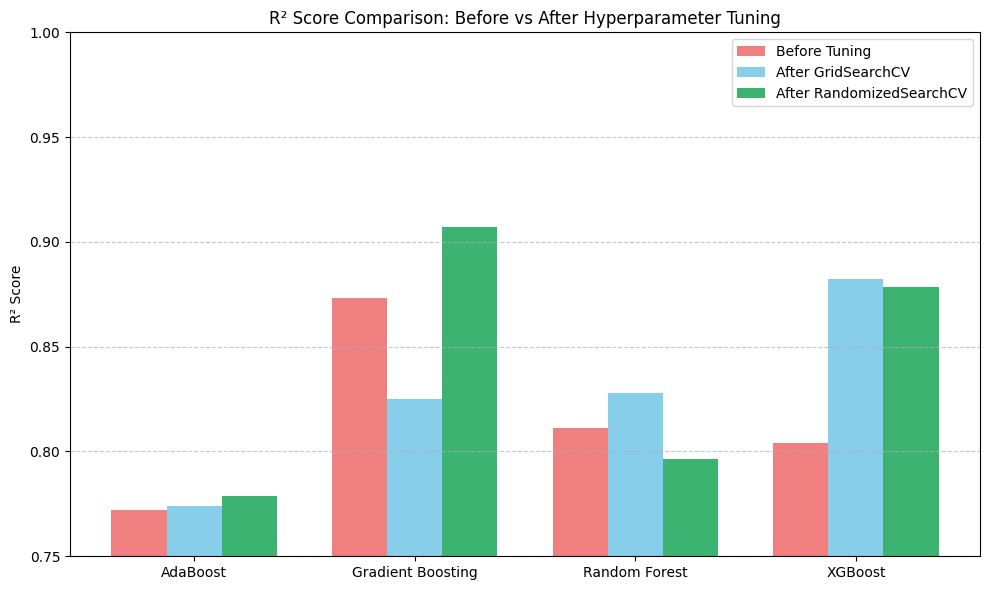 R² Score Comparison: Before vs After Hyperparameter Tuning
Before Tuning
After GridSearchCV
After RandomizedSearchCV
R² Score
1.00
0.95
0.90
0.85
0.80
0.75
AdaBoost
Gradient Boosting
Random Forest
XGBoost